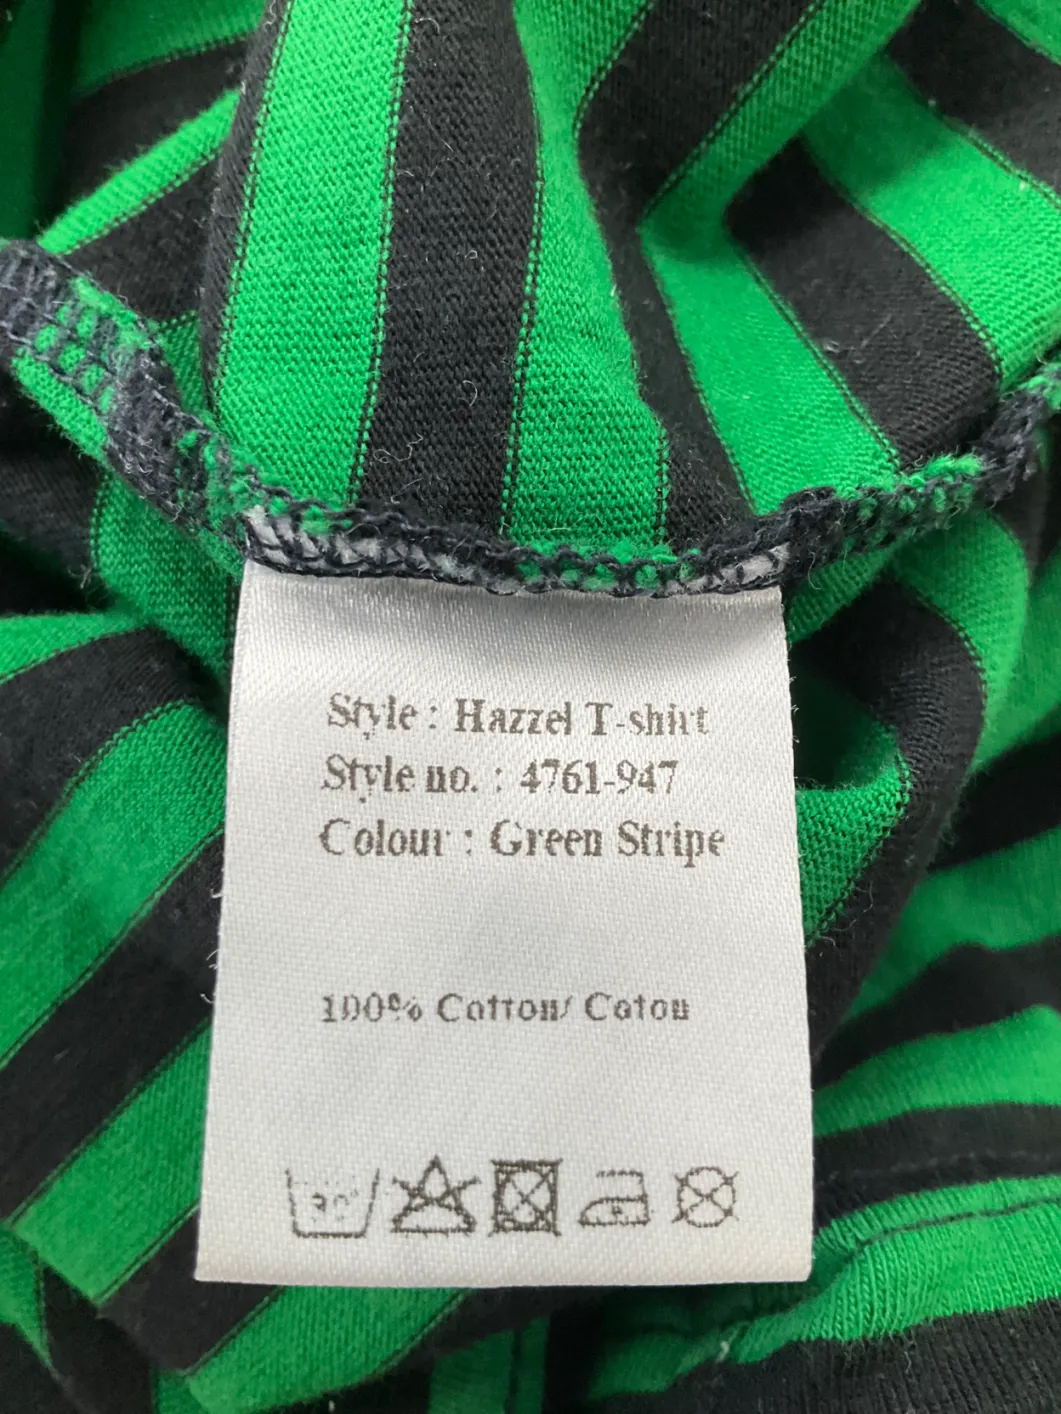 Style : Hazzel T-shirt
Style no. : 4761-947
Colour : Green Stripe
100% Cotton/ Coton
30°